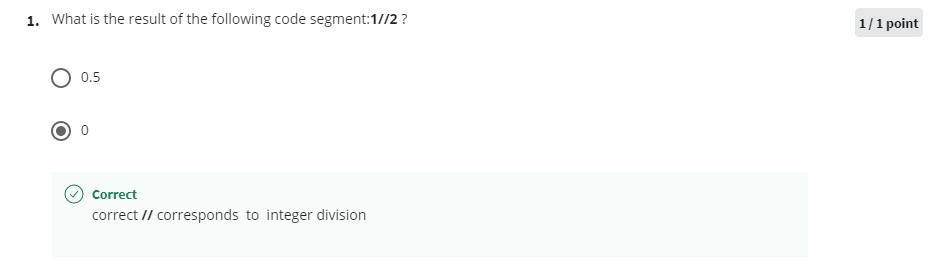 1. What is the result of the following code segment:1//2 ?
1 / 1 point
0.5
0
Correct
correct // corresponds to integer division